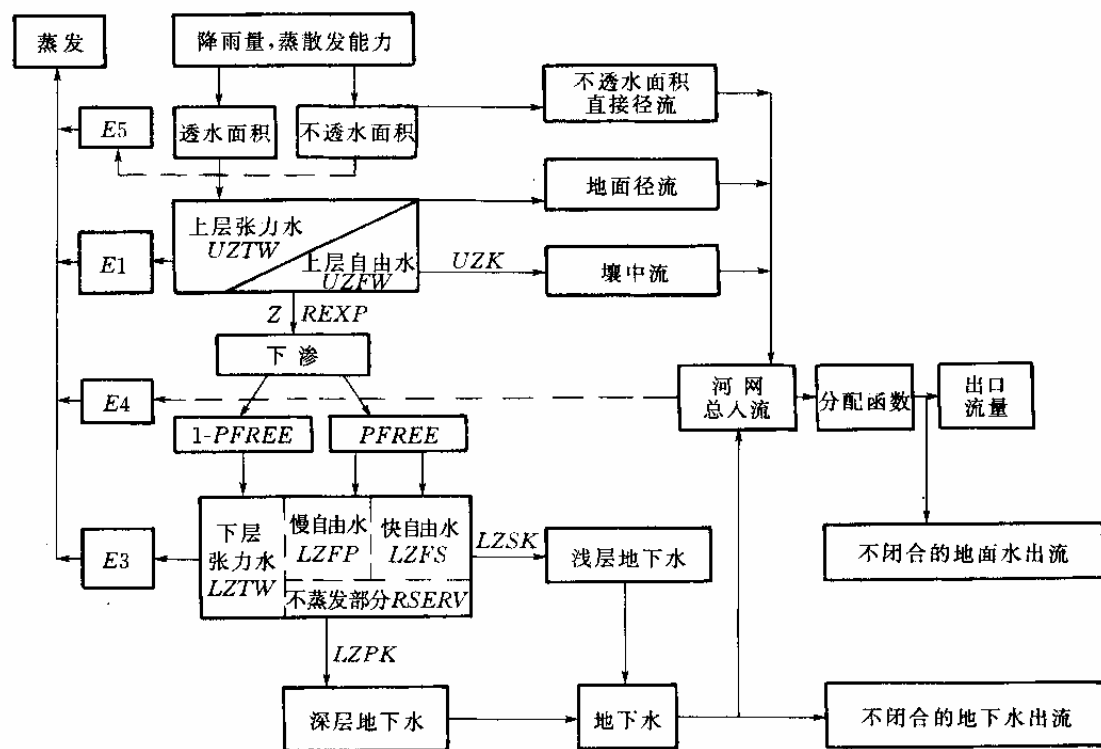 蒸发
降雨量,蒸散发能力
不透水面积
直接径流
E5
透水面积
不透水面积
地面径流
上层张力水
UZTW
E1
上层自由水
UZFW
UZK
壤中流
Z
REXP
下渗
E4
河网
总入流
分配函数
出口
流量
1-PFREE
PFREE
E3
下层
张力水
LZTW
慢自由水
LZFP
快自由水
LZFS
LZSK
浅层地下水
不闭合的地面水出流
不蒸发部分RSERV
LZPK
深层地下水
地下水
不闭合的地下水出流